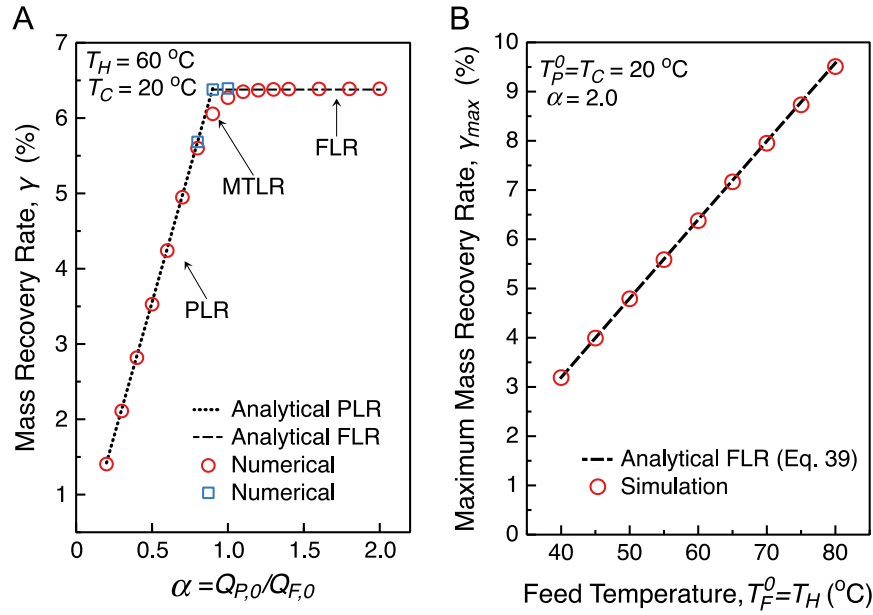 A
Mass Recovery Rate, γ (%)
7
6
5
4
3
2
1
T_H = 60 °C
T_C = 20 °C
FLR
MTLR
PLR
Analytical PLR
Analytical FLR
Numerical
Numerical
0.5
1.0
1.5
2.0
α = Q_P,0/Q_F,0
B
Maximum Mass Recovery Rate, γ_max (%)
10
9
8
7
6
5
4
3
2
1
0
T_P^0=T_C = 20 °C
α = 2.0
Analytical FLR (Eq. 39)
Simulation
40
50
60
70
80
Feed Temperature, T_F^0=T_H (°C)